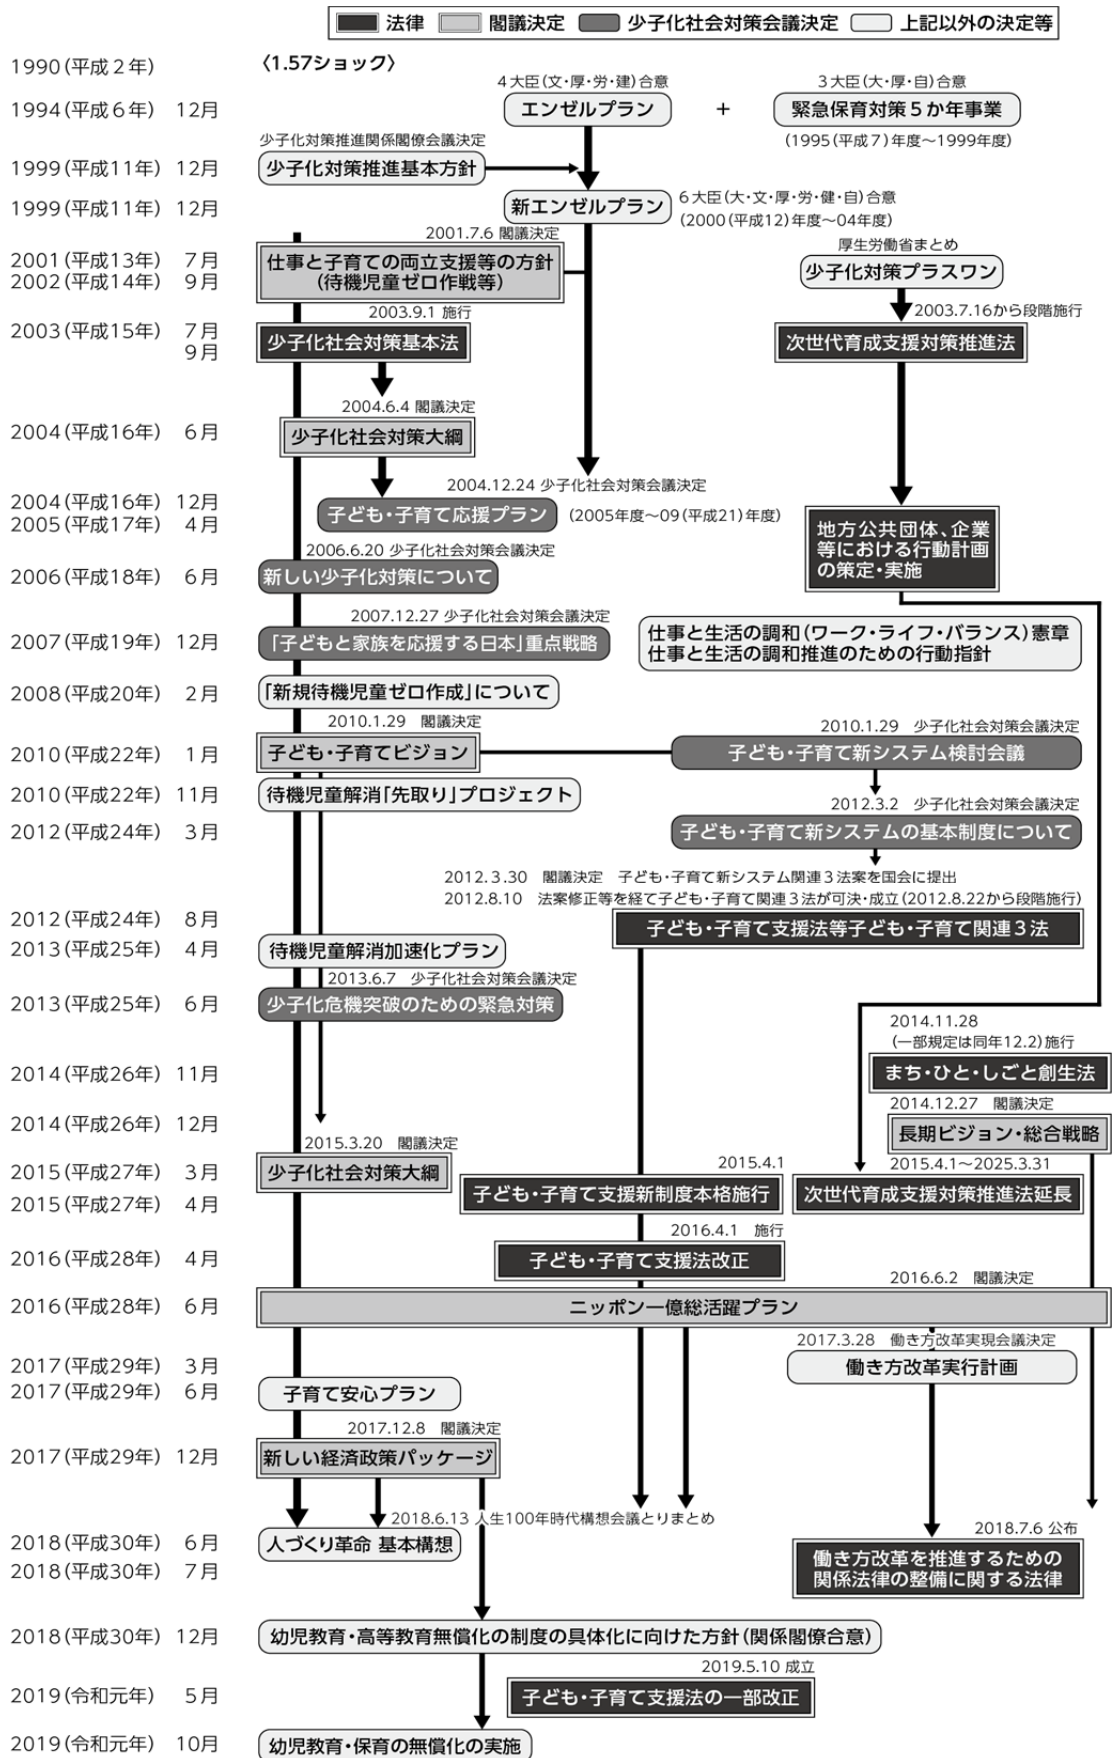 法律 閣議決定 少子化社会対策会議決定 上記以外の決定等
1990(平成2年) 〈1.57ショック〉
4大臣(文・厚・労・建)合意 3大臣(大・厚・自)合意
1994(平成6年) 12月 エンゼルプラン + 緊急保育対策5か年事業
(1995(平成7)年度~1999年度)
少子化対策推進関係閣僚会議決定
1999(平成11年) 12月 少子化対策推進基本方針
1999(平成11年) 12月 新エンゼルプラン 6大臣(大・文・厚・労・健・自)合意
(2000(平成12)年度~04年度)
2001.7.6 閣議決定
厚生労働省まとめ
2001(平成13年) 7月 仕事と子育ての両立支援等の方針
2002(平成14年) 9月 (待機児童ゼロ作戦等) 少子化対策プラスワン
2003.9.1 施行 2003.7.16から段階施行
2003(平成15年) 7月 少子化社会対策基本法 次世代育成支援対策推進法
9月
2004.6.4 閣議決定
2004(平成16年) 6月 少子化社会対策大綱
2004.12.24 少子化社会対策会議決定
2004(平成16年) 12月 子ども・子育て応援プラン (2005年度~09(平成21)年度)
2005(平成17年) 4月
地方公共団体、企業
等における行動計画
の策定・実施
2006.6.20 少子化社会対策会議決定
2006(平成18年) 6月 新しい少子化対策について
2007.12.27 少子化社会対策会議決定
2007(平成19年) 12月 「子どもと家族を応援する日本」重点戦略
仕事と生活の調和(ワーク・ライフ・バランス)憲章
仕事と生活の調和推進のための行動指針
2008(平成20年) 2月 「新規待機児童ゼロ作成」について
2010.1.29 閣議決定 2010.1.29 少子化社会対策会議決定
2010(平成22年) 1月 子ども・子育てビジョン 子ども・子育て新システム検討会議
2010(平成22年) 11月 待機児童解消「先取り」プロジェクト
2012.3.2 少子化社会対策会議決定
2012(平成24年) 3月 子ども・子育て新システムの基本制度について
2012.3.30 閣議決定 子ども・子育て新システム関連3法案を国会に提出
2012.8.10 法案修正等を経て子ども・子育て関連3法が可決・成立(2012.8.22から段階施行)
2012(平成24年) 8月 子ども・子育て支援法等子ども・子育て関連3法
2013(平成25年) 4月 待機児童解消加速化プラン
2013.6.7 少子化社会対策会議決定
2013(平成25年) 6月 少子化危機突破のための緊急対策
2014.11.28
(一部規定は同年12.2)施行
2014(平成26年) 11月 まち・ひと・しごと創生法
2014.12.27 閣議決定
2014(平成26年) 12月 長期ビジョン・総合戦略
2015.3.20 閣議決定
2015(平成27年) 3月 少子化社会対策大綱
2015.4.1 2015.4.1~2025.3.31
2015(平成27年) 4月 子ども・子育て支援新制度本格施行 次世代育成支援対策推進法延長
2016.4.1 施行
2016(平成28年) 4月 子ども・子育て支援法改正
2016.6.2 閣議決定
2016(平成28年) 6月 ニッポン一億総活躍プラン
2017.3.28 働き方改革実現会議決定
2017(平成29年) 3月 働き方改革実行計画
2017(平成29年) 6月 子育て安心プラン
2017.12.8 閣議決定
2017(平成29年) 12月 新しい経済政策パッケージ
2018.6.13 人生100年時代構想会議とりまとめ
2018(平成30年) 6月 人づくり革命 基本構想
2018.7.6 公布
2018(平成30年) 7月 働き方改革を推進するための
関係法律の整備に関する法律
2018(平成30年) 12月 幼児教育・高等教育無償化の制度の具体化に向けた方針(関係閣僚合意)
2019.5.10 成立
2019(令和元年) 5月 子ども・子育て支援法の一部改正
2019(令和元年) 10月 幼児教育・保育の無償化の実施